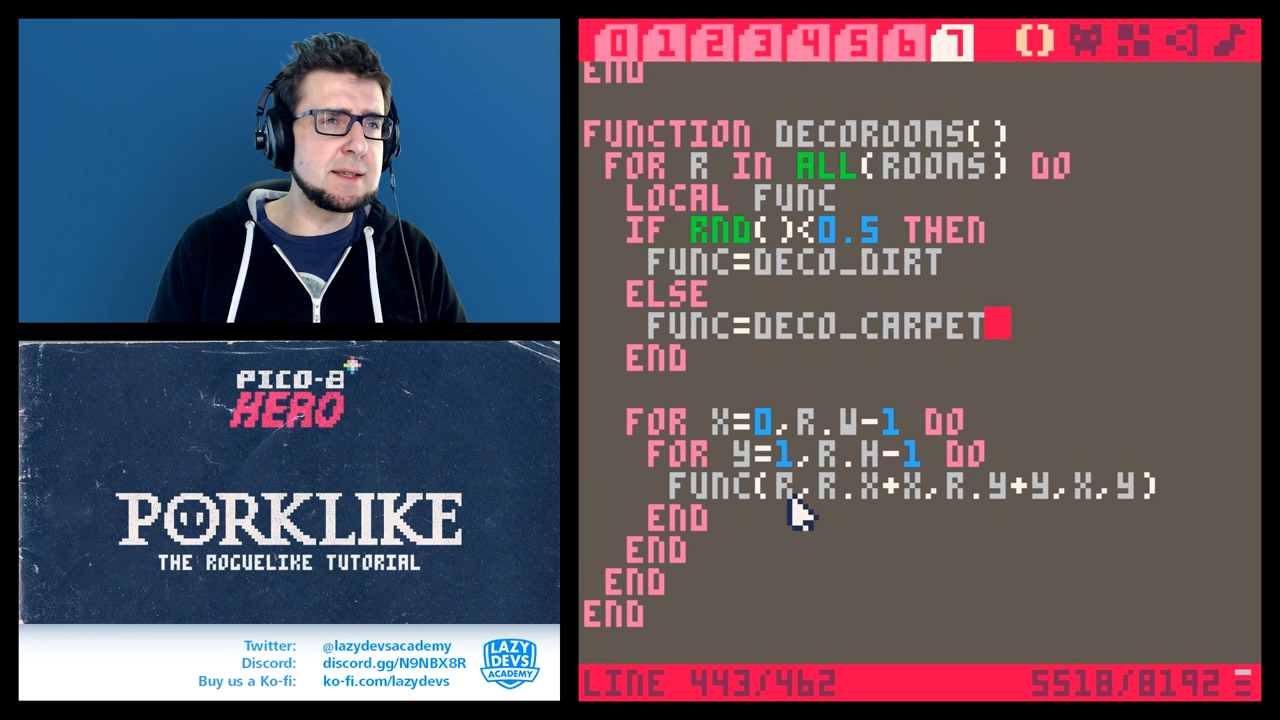 PICO-8
HERO
PORKLIKE
THE ROGUELIKE TUTORIAL
Twitter: @lazydevsacademy
Discord: discord.gg/N9NBX8R
Buy us a Ko-fi: ko-fi.com/lazydevs
LAZY
DEVS
ACADEMY
0 1 2 3 4 5 6 7 ()
END
FUNCTION DECOROOMS()
FOR R IN ALL(ROOMS) DO
LOCAL FUNC
IF RND()<0.5 THEN
FUNC=DECO_DIRT
ELSE
FUNC=DECO_CARPET
END
FOR X=0,R.W-1 DO
FOR Y=1,R.H-1 DO
FUNC(R,R.X+X,R.Y+Y,X,Y)
END
END
END
END
LINE 443/462 5518/8192